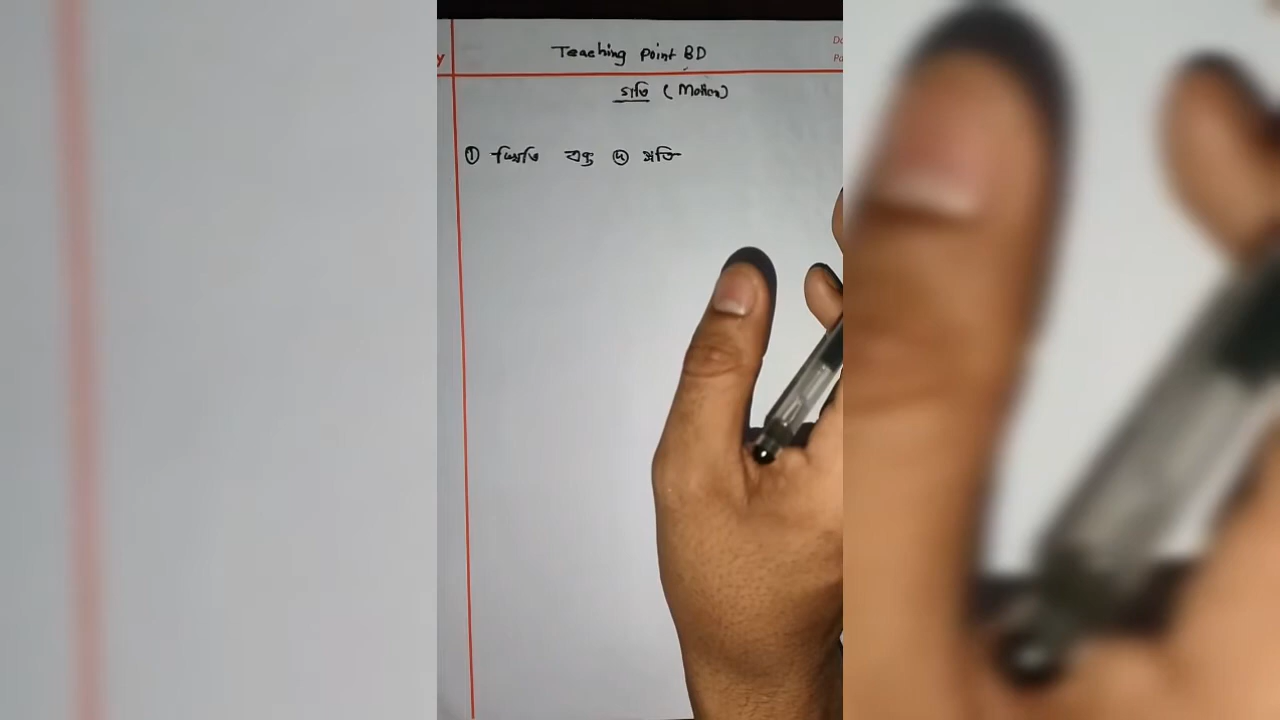 Teaching Point BD
গতি (Motion)
① স্থিতি বস্তু ② গতি